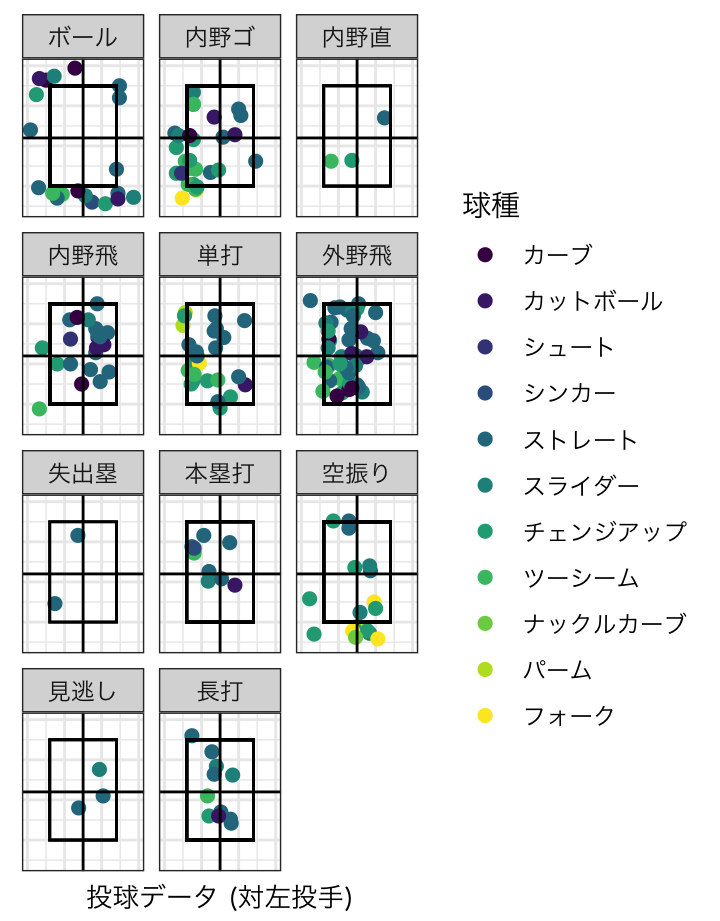 ボール 内野ゴ 内野直
内野飛 単打 外野飛
失出塁 本塁打 空振り
見逃し 長打
球種
カーブ
カットボール
シュート
シンカー
ストレート
スライダー
チェンジアップ
ツーシーム
ナックルカーブ
パーム
フォーク
投球データ (対左投手)